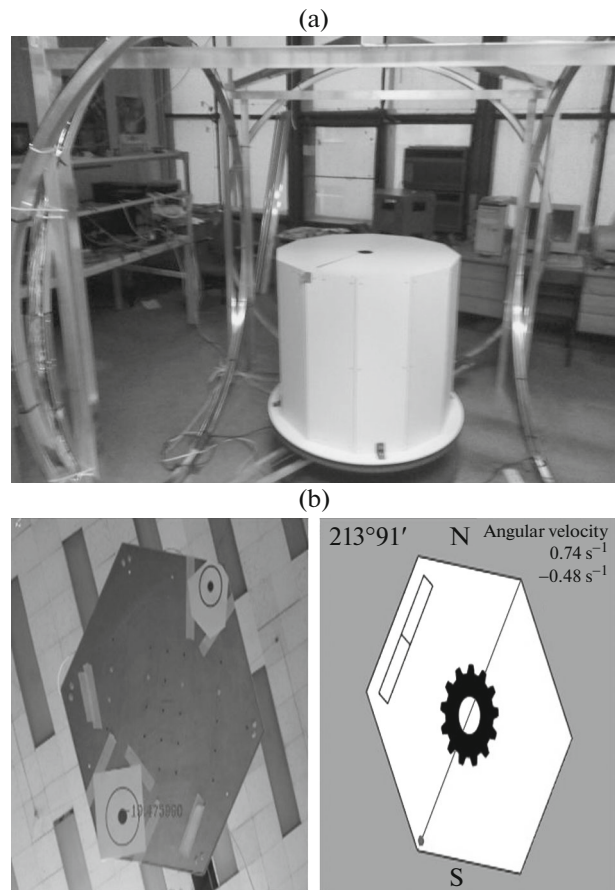 (a)
(b)
213°91′ N Angular velocity
0.74 s⁻¹
−0.48 s⁻¹
S